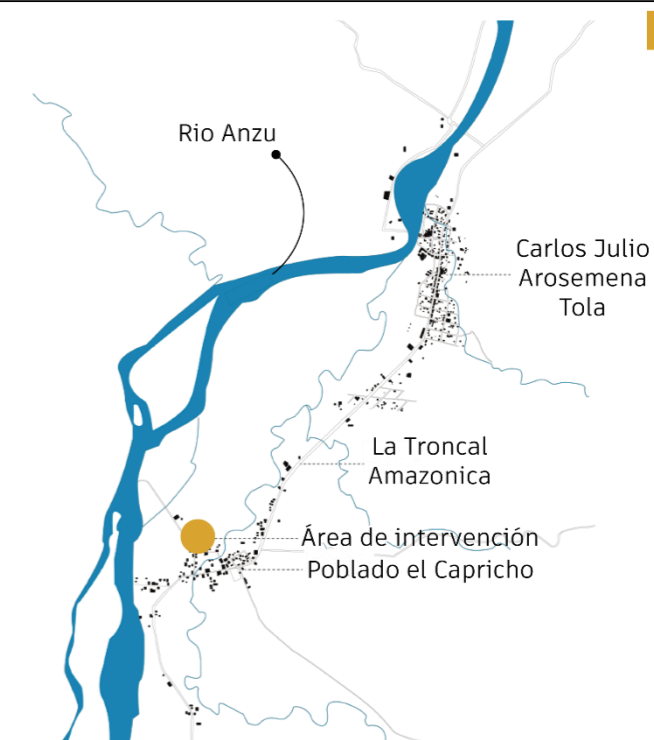 Rio Anzu
Carlos Julio
Arosemena
Tola
La Troncal
Amazonica
Área de intervención
Poblado el Capricho